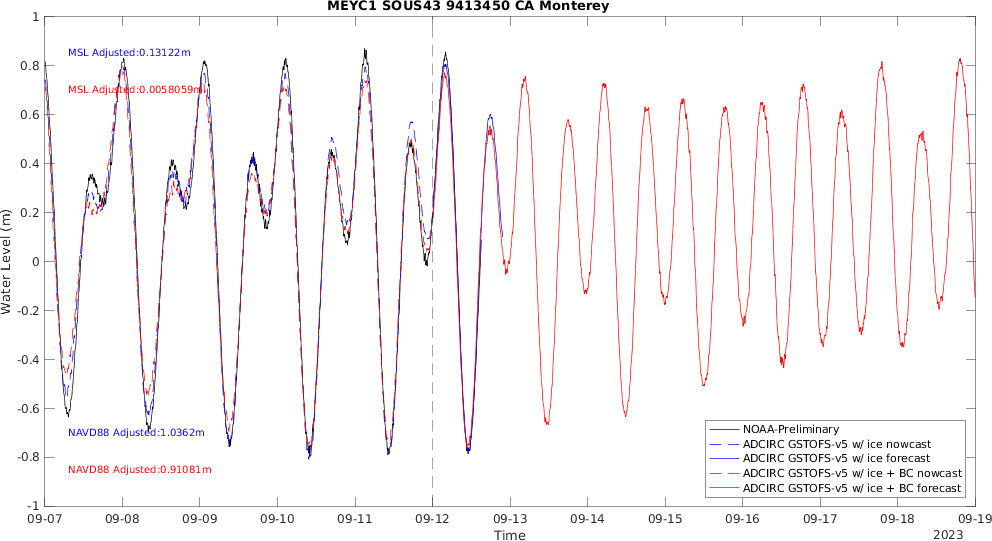 MEYC1 SOUS43 9413450 CA Monterey
1
0.8
0.6
0.4
0.2
0
-0.2
-0.4
-0.6
-0.8
-1
Water Level (m)
MSL Adjusted:0.13122m
MSL Adjusted:0.0058059m
NAVD88 Adjusted:1.0362m
NAVD88 Adjusted:0.91081m
NOAA-Preliminary
ADCIRC GSTOFS-v5 w/ ice nowcast
ADCIRC GSTOFS-v5 w/ ice forecast
ADCIRC GSTOFS-v5 w/ ice + BC nowcast
ADCIRC GSTOFS-v5 w/ ice + BC forecast
09-07 09-08 09-09 09-10 09-11 09-12 09-13 09-14 09-15 09-16 09-17 09-18 09-19
Time
2023